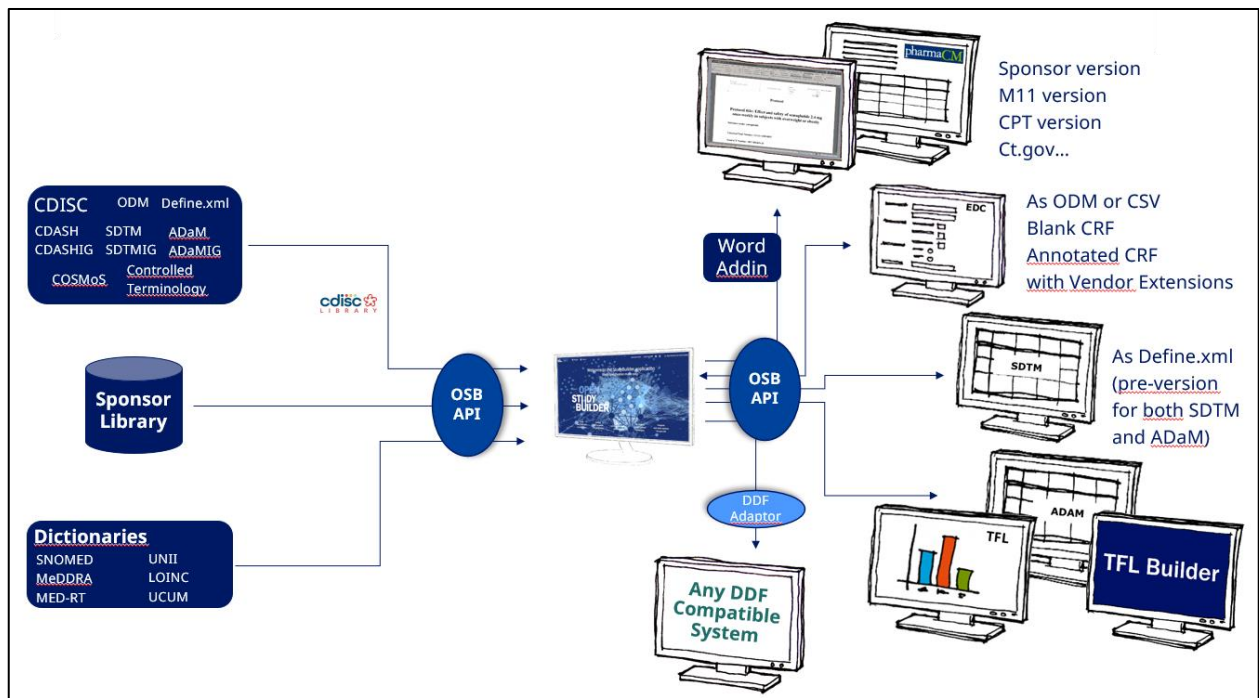 CDISC ODM Define.xml
CDASH SDTM ADaM
CDASHIG SDTMIG ADaMIG
COSMoS Controlled
Terminology
cdisc
LIBRARY
Sponsor
Library
Dictionaries
SNOMED UNII
MeDDRA LOINC
MED-RT UCUM
OSB
API
OPEN
STUDY
BUILDER
OSB
API
Word
Addin
DDF
Adaptor
Any DDF
Compatible
System
Protocol
pharmaCM
Sponsor version
M11 version
CPT version
Ct.gov...
EDC
As ODM or CSV
Blank CRF
Annotated CRF
with Vendor Extensions
SDTM
As Define.xml
(pre-version
for both SDTM
and ADaM)
ADAM
TFL
TFL Builder